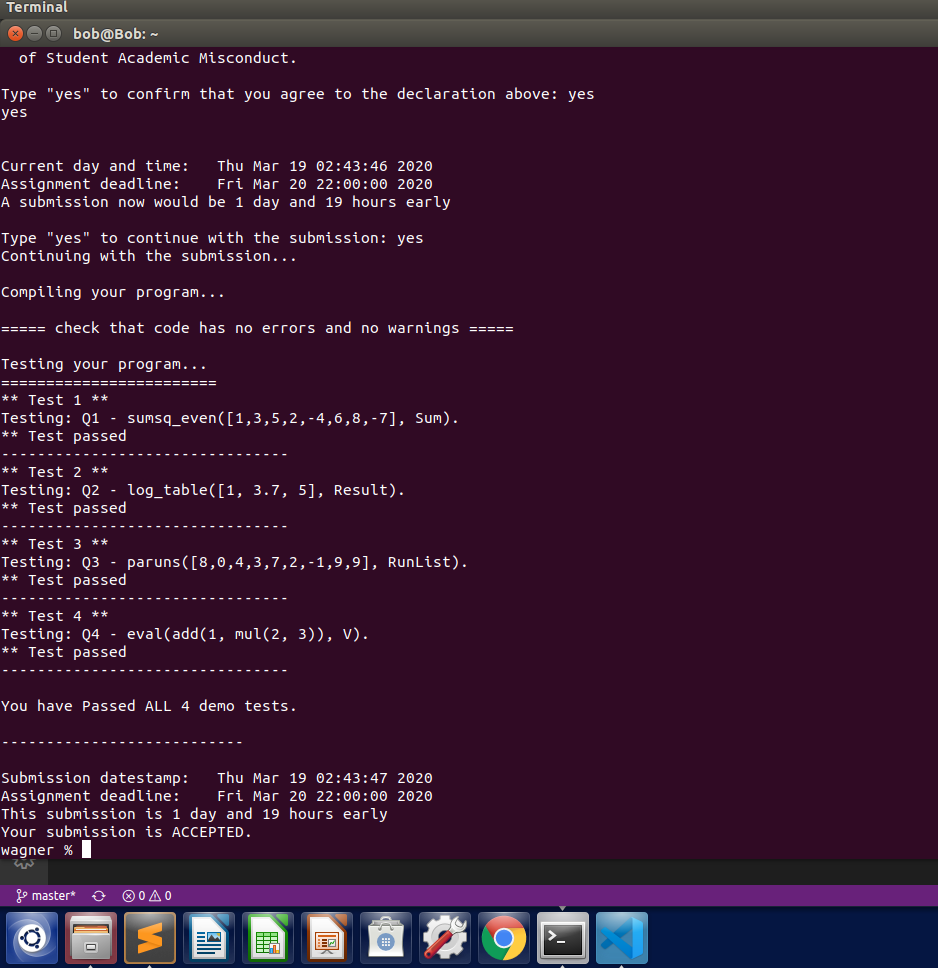 Terminal
bob@Bob: ~
of Student Academic Misconduct.
Type "yes" to confirm that you agree to the declaration above: yes
yes
Current day and time:   Thu Mar 19 02:43:46 2020
Assignment deadline:    Fri Mar 20 22:00:00 2020
A submission now would be 1 day and 19 hours early
Type "yes" to continue with the submission: yes
Continuing with the submission...
Compiling your program...
===== check that code has no errors and no warnings =====
Testing your program...
========================
** Test 1 **
Testing: Q1 - sumsq_even([1,3,5,2,-4,6,8,-7], Sum).
** Test passed
--------------------------------
** Test 2 **
Testing: Q2 - log_table([1, 3.7, 5], Result).
** Test passed
--------------------------------
** Test 3 **
Testing: Q3 - paruns([8,0,4,3,7,2,-1,9,9], RunList).
** Test passed
--------------------------------
** Test 4 **
Testing: Q4 - eval(add(1, mul(2, 3)), V).
** Test passed
--------------------------------
You have Passed ALL 4 demo tests.
---------------------------
Submission datestamp:   Thu Mar 19 02:43:47 2020
Assignment deadline:    Fri Mar 20 22:00:00 2020
This submission is 1 day and 19 hours early
Your submission is ACCEPTED.
wagner %
master* 0 0